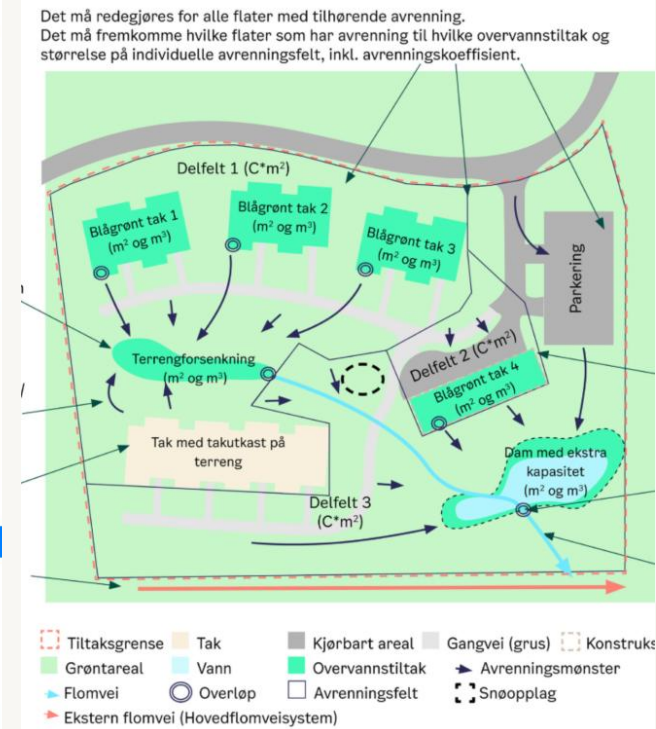 Det må redegjøres for alle flater med tilhørende avrenning.
Det må fremkomme hvilke flater som har avrenning til hvilke overvannstiltak og
størrelse på individuelle avrenningsfelt, inkl. avrenningskoeffisient.
Delfelt 1 (C*m²)
Blågrønt tak 1
(m² og m³)
Blågrønt tak 2
(m² og m³)
Blågrønt tak 3
(m² og m³)
Parkering
Terrengforsenkning
(m² og m³)
Delfelt 2 (C*m²)
Blågrønt tak 4
(m² og m³)
Tak med takutkast på
terreng
Dam med ekstra
kapasitet
(m² og m³)
Delfelt 3
(C*m²)
Tiltaksgrense
Tak
Kjørbart areal
Gangvei (grus)
Konstruks
Grøntareal
Vann
Overvannstiltak
Avrenningsmønster
Flomvei
Overløp
Avrenningsfelt
Snøopplag
Ekstern flomvei (Hovedflomveisystem)